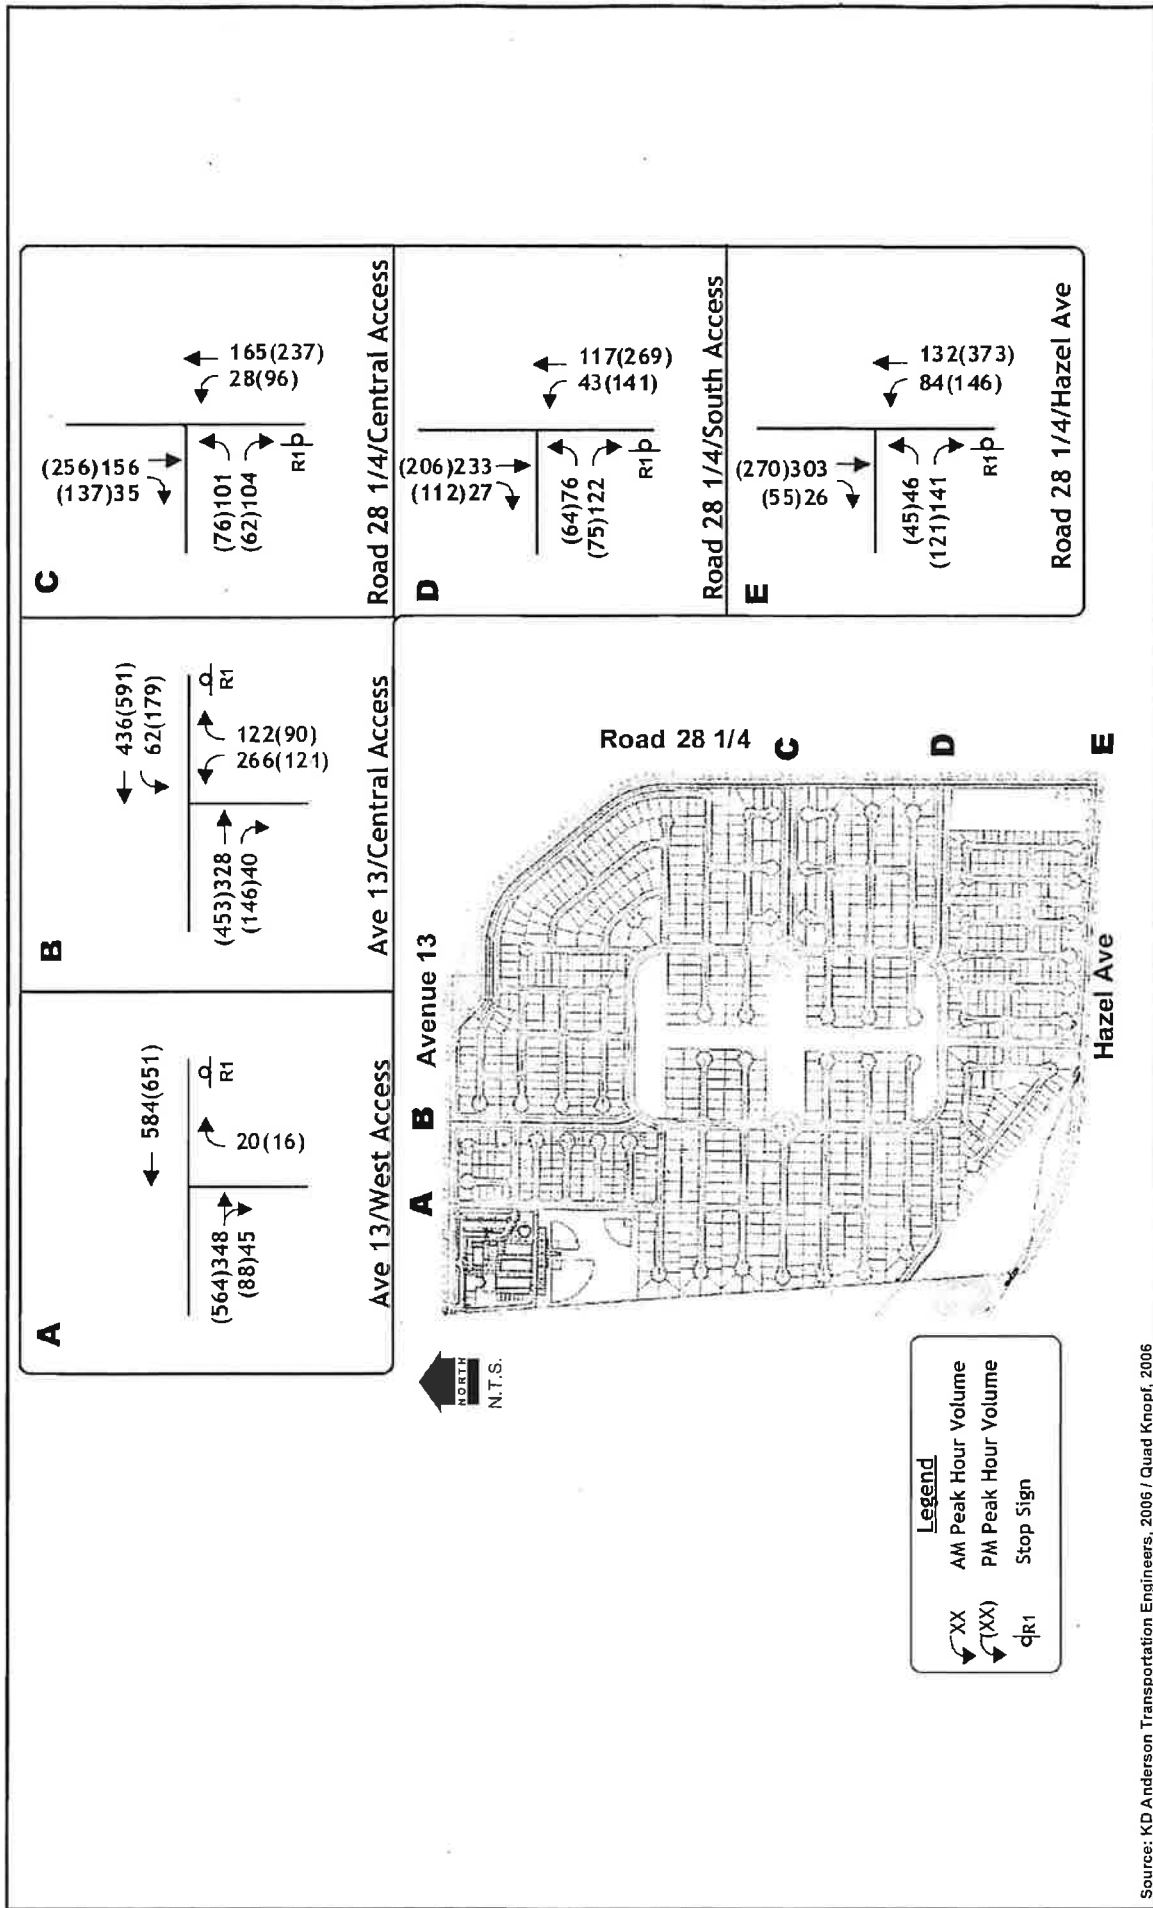 A
584(651)
R1
20(16)
(564)348
(88)45
Ave 13/West Access
B
436(591)
62(179)
R1
122(90)
266(121)
(453)328
(146)40
Ave 13/Central Access
C
(256)156
(137)35
165(237)
28(96)
(76)101
(62)104
R1
Road 28 1/4/Central Access
D
(206)233
(112)27
117(269)
43(141)
(64)76
(75)122
R1
Road 28 1/4/South Access
E
(270)303
(55)26
132(373)
84(146)
(45)46
(121)141
R1
Road 28 1/4/Hazel Ave
NORTH
N.T.S.
A
B
Avenue 13
Road 28 1/4
C
D
E
Hazel Ave
Legend
XX AM Peak Hour Volume
(XX) PM Peak Hour Volume
R1 Stop Sign
Source: KD Anderson Transportation Engineers, 2006 / Quad Knopf, 2006